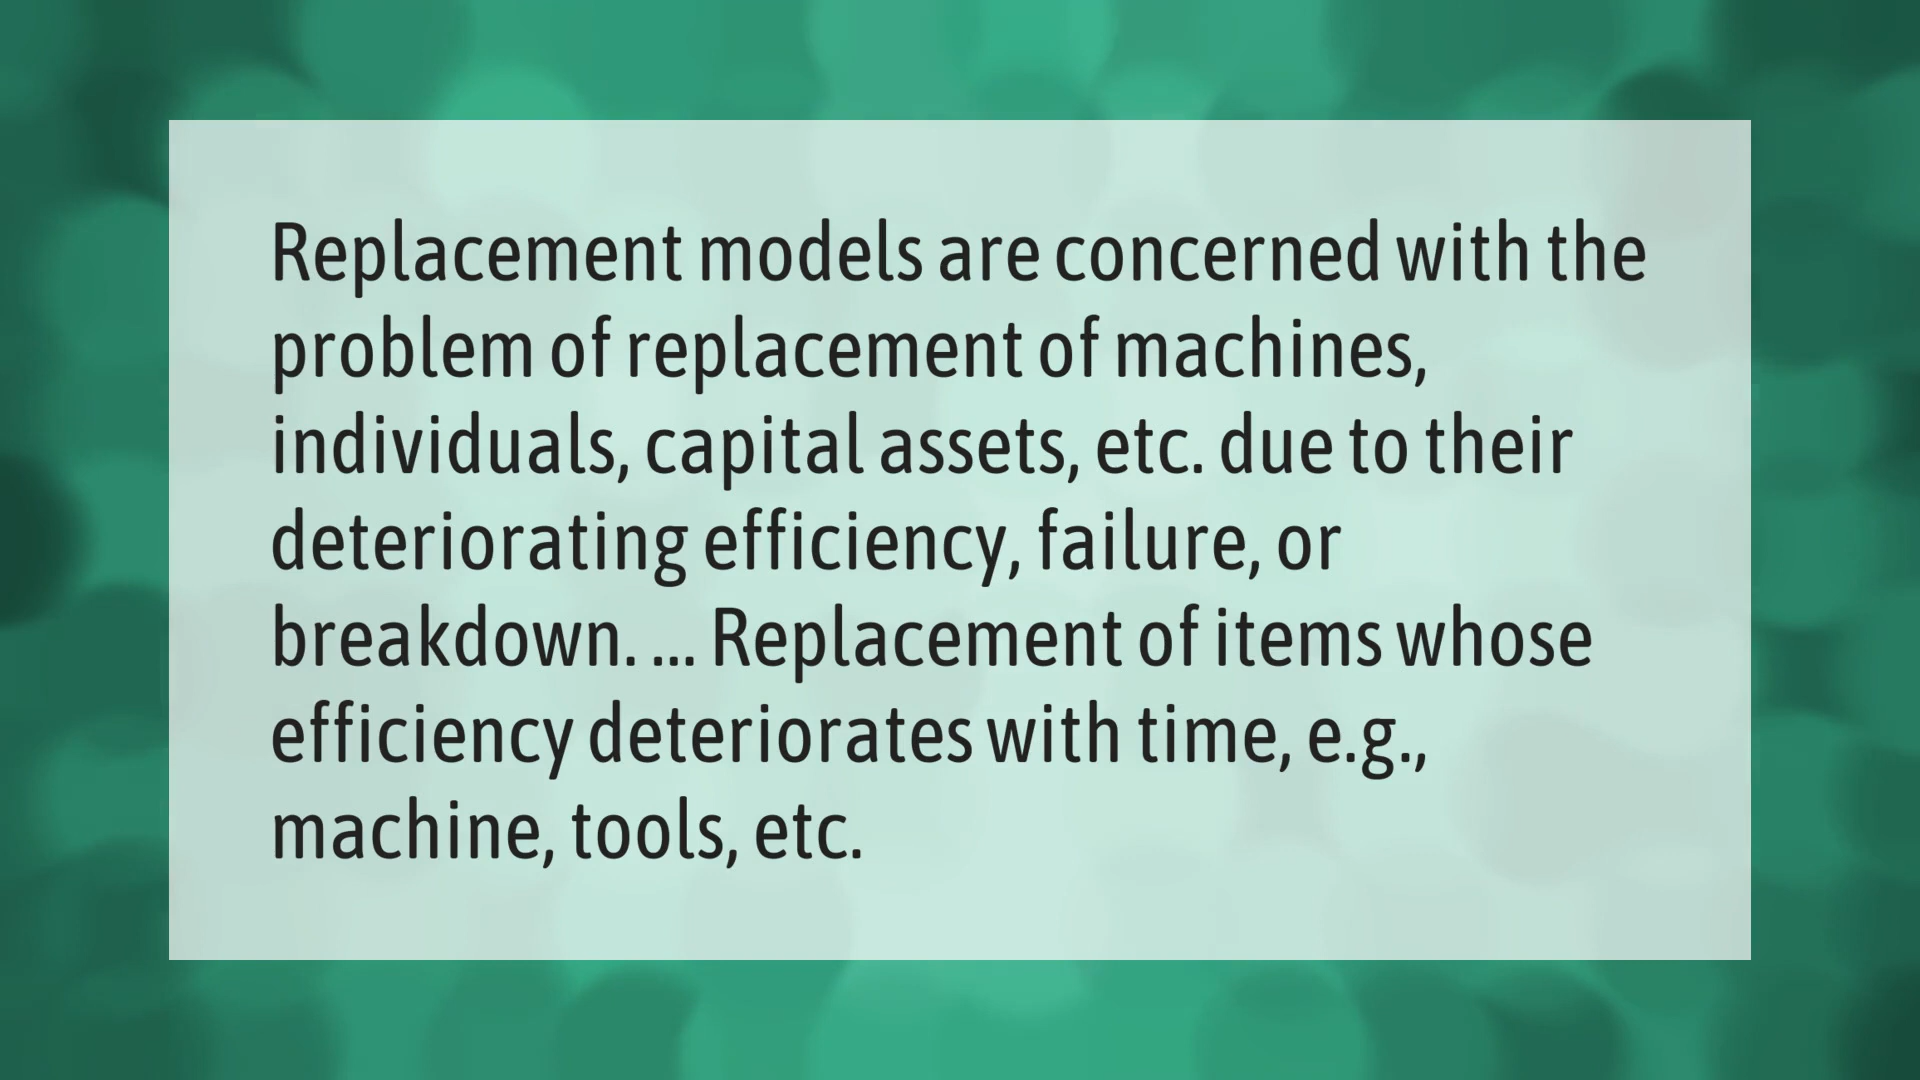 Replacement models are concerned with the
problem of replacement of machines,
individuals, capital assets, etc. due to their
deteriorating efficiency, failure, or
breakdown. ... Replacement of items whose
efficiency deteriorates with time, e.g.,
machine, tools, etc.